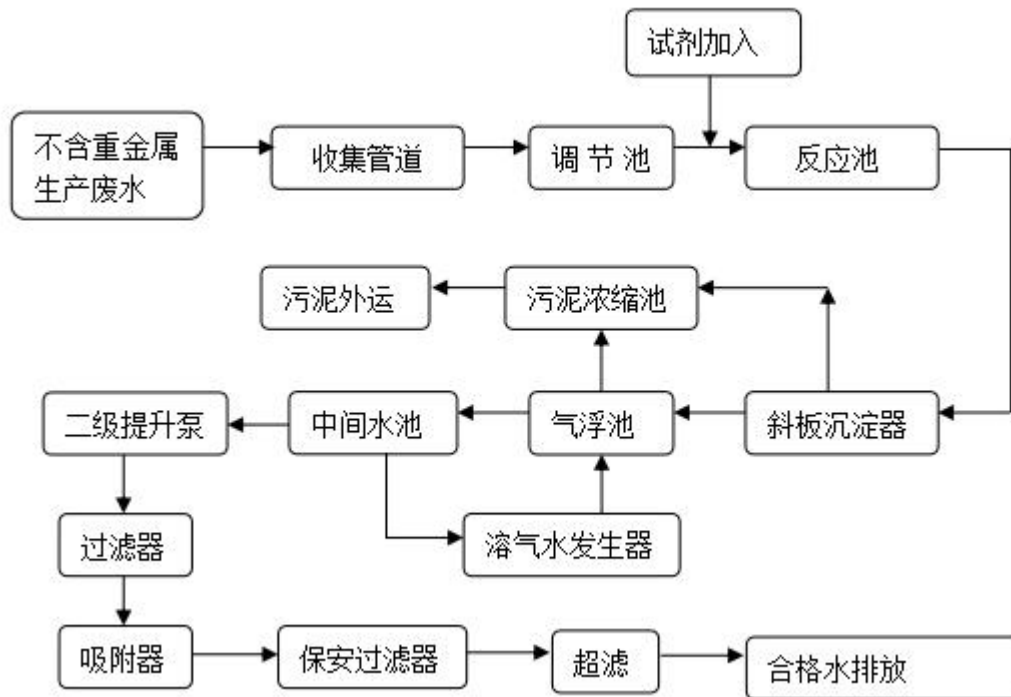 试剂加入
不含重金属
生产废水
收集管道
调节池
反应池
污泥外运
污泥浓缩池
二级提升泵
中间水池
气浮池
斜板沉淀器
过滤器
溶气水发生器
吸附器
保安过滤器
超滤
合格水排放